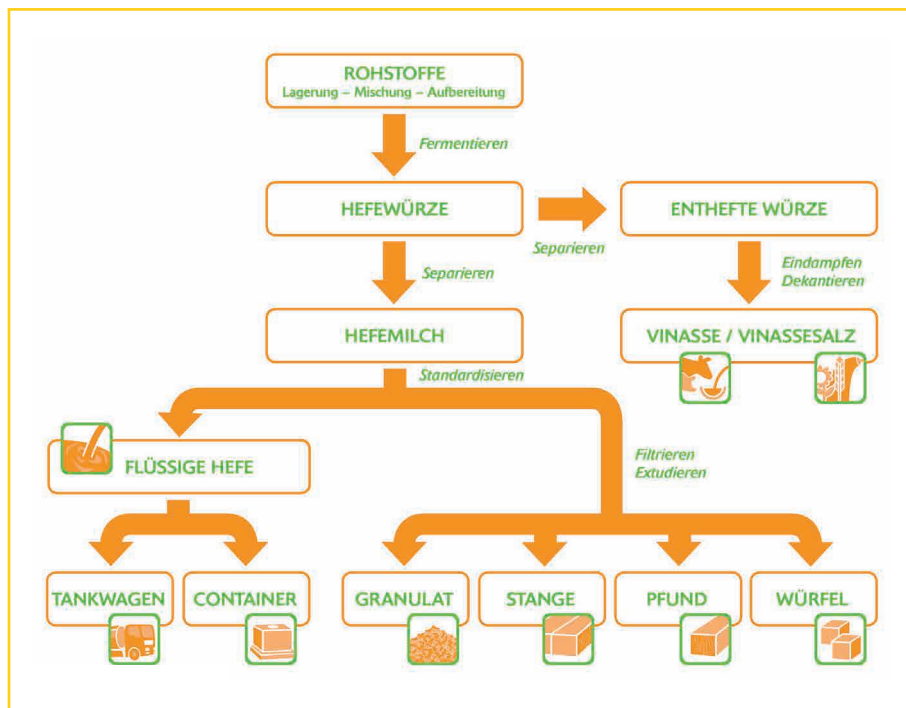 ROHSTOFFE
Lagerung – Mischung – Aufbereitung
Fermentieren
HEFEWÜRZE
ENTHEFTE WÜRZE
Separieren
Separieren
Eindampfen
Dekantieren
HEFEMILCH
VINASSE / VINASSESALZ
Standardisieren
FLÜSSIGE HEFE
Filtrieren
Extudieren
TANKWAGEN
CONTAINER
GRANULAT
STANGE
PFUND
WÜRFEL